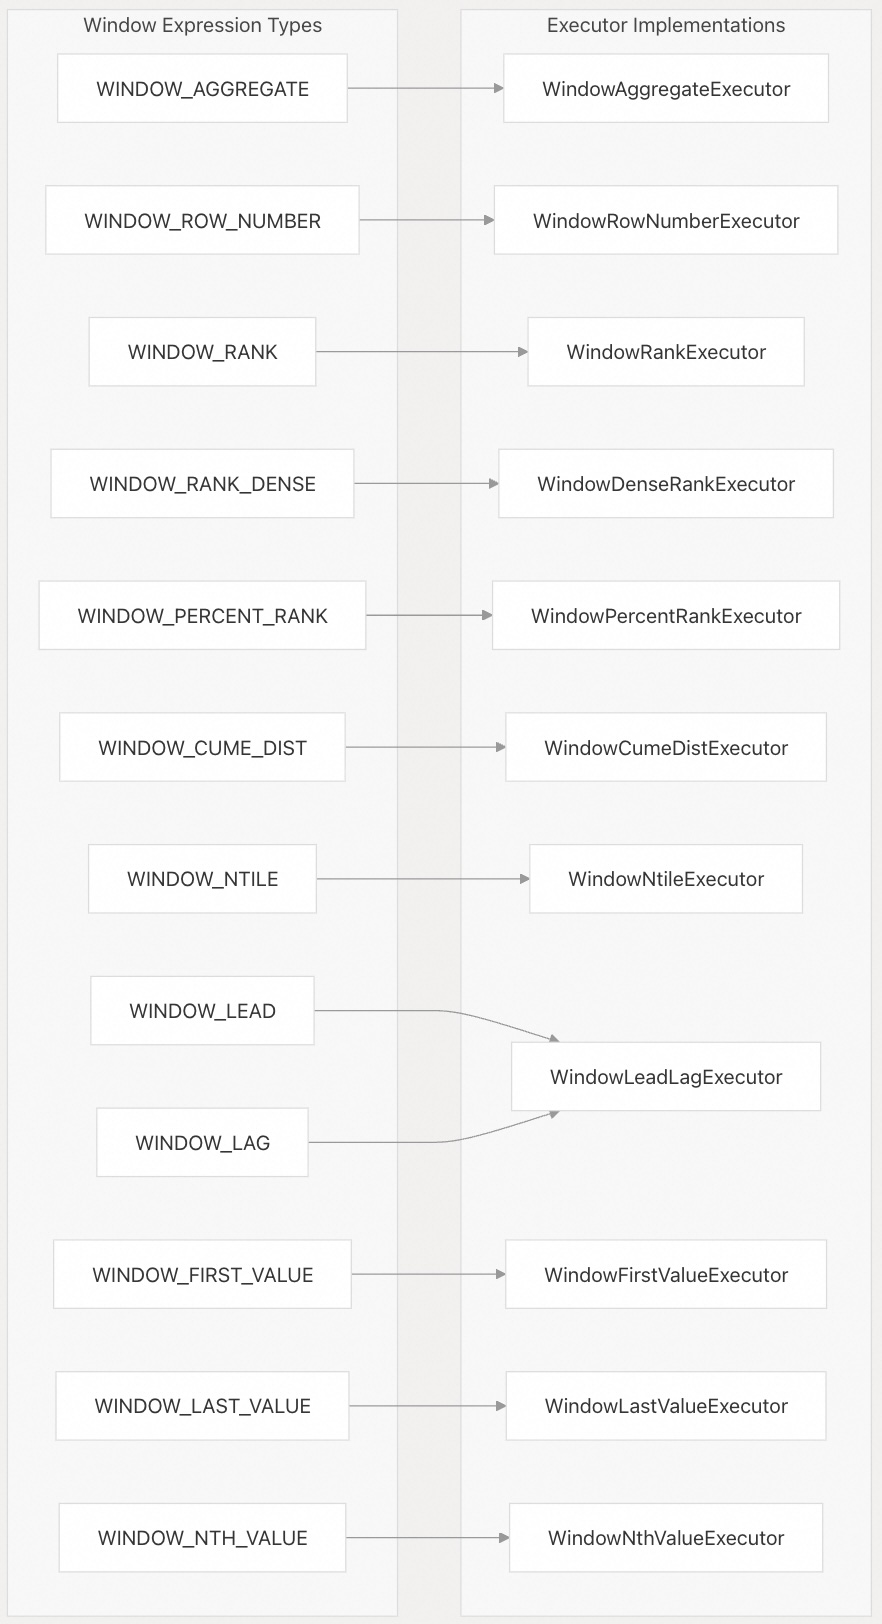 Window Expression Types
Executor Implementations
WINDOW_AGGREGATE
WindowAggregateExecutor
WINDOW_ROW_NUMBER
WindowRowNumberExecutor
WINDOW_RANK
WindowRankExecutor
WINDOW_RANK_DENSE
WindowDenseRankExecutor
WINDOW_PERCENT_RANK
WindowPercentRankExecutor
WINDOW_CUME_DIST
WindowCumeDistExecutor
WINDOW_NTILE
WindowNtileExecutor
WINDOW_LEAD
WindowLeadLagExecutor
WINDOW_LAG
WINDOW_FIRST_VALUE
WindowFirstValueExecutor
WINDOW_LAST_VALUE
WindowLastValueExecutor
WINDOW_NTH_VALUE
WindowNthValueExecutor